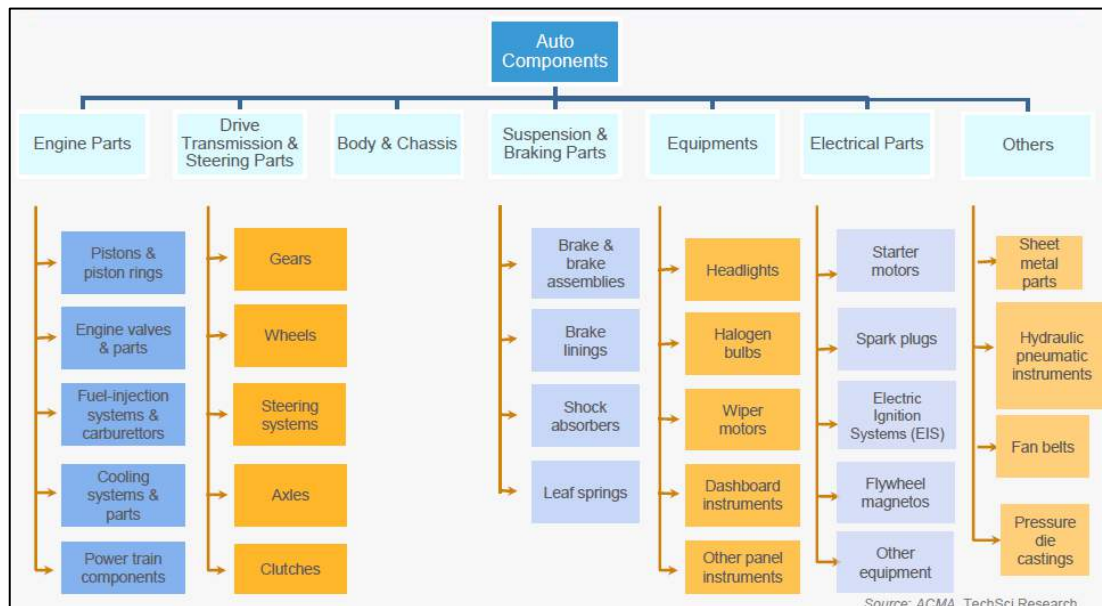 Auto
Components
Engine Parts
Drive
Transmission &
Steering Parts
Body & Chassis
Suspension &
Braking Parts
Equipments
Electrical Parts
Others
Pistons &
piston rings
Engine valves
& parts
Fuel-injection
systems &
carburettors
Cooling
systems &
parts
Power train
components
Gears
Wheels
Steering
systems
Axles
Clutches
Brake &
brake
assemblies
Brake
linings
Shock
absorbers
Leaf springs
Headlights
Halogen
bulbs
Wiper
motors
Dashboard
instruments
Other panel
instruments
Starter
motors
Spark plugs
Electric
Ignition
Systems (EIS)
Flywheel
magnetos
Other
equipment
Sheet
metal
parts
Hydraulic
pneumatic
instruments
Fan belts
Pressure
die
castings
Source: ACMA, TechSci Research